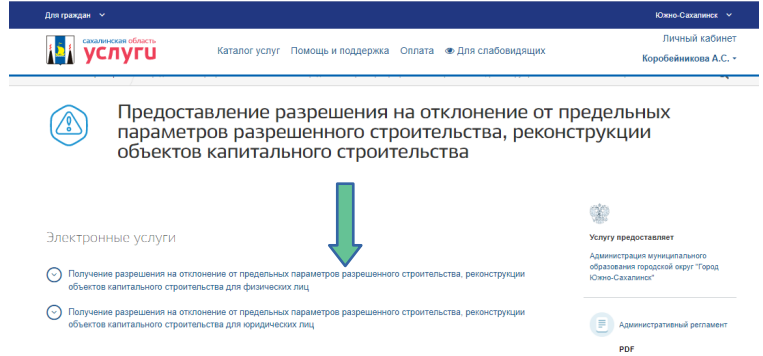 Для граждан
Южно-Сахалинск
сахалинская область
услуги
Каталог услуг Помощь и поддержка Оплата Для слабовидящих
Личный кабинет
Коробейникова А.С.
Предоставление разрешения на отклонение от предельных
параметров разрешенного строительства, реконструкции
объектов капитального строительства
Электронные услуги
Получение разрешения на отклонение от предельных параметров разрешенного строительства, реконструкции
объектов капитального строительства для физических лиц
Получение разрешения на отклонение от предельных параметров разрешенного строительства, реконструкции
объектов капитального строительства для юридических лиц
Услугу предоставляет
Администрация муниципального
образования городской округ "Город
Южно-Сахалинск"
Административный регламент
PDF